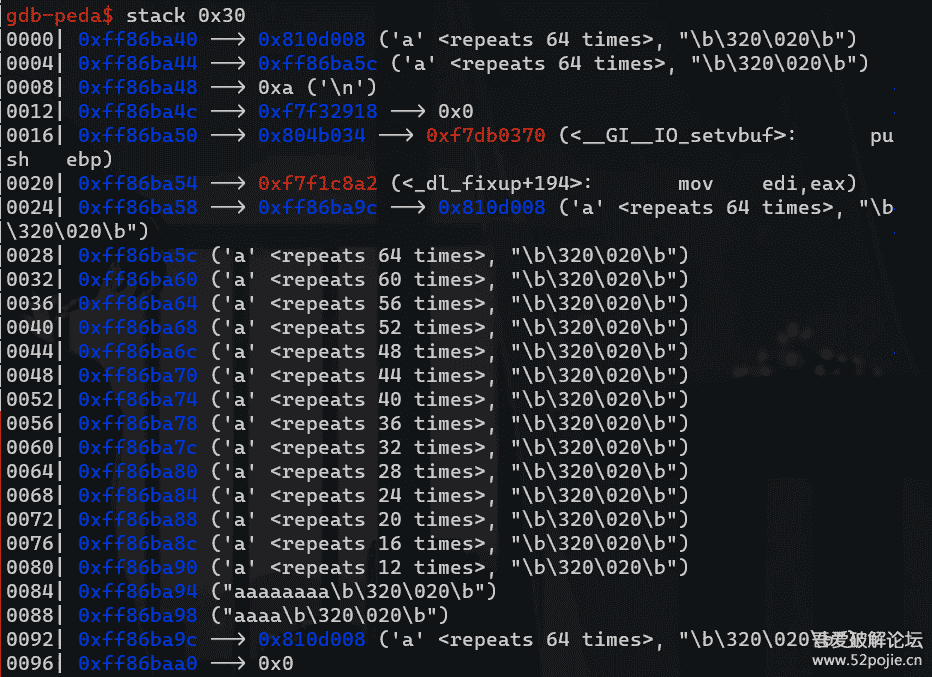 gdb-peda$ stack 0x30
0000| 0xff86ba40 --> 0x810d008 ('a' <repeats 64 times>, "\b\320\020\b")
0004| 0xff86ba44 --> 0xff86ba5c ('a' <repeats 64 times>, "\b\320\020\b")
0008| 0xff86ba48 --> 0xa ('\n')
0012| 0xff86ba4c --> 0xf7f32918 --> 0x0
0016| 0xff86ba50 --> 0x804b034 --> 0xf7db0370 (<__GI__IO_setvbuf>:      pu
sh   ebp)
0020| 0xff86ba54 --> 0xf7f1c8a2 (<_dl_fixup+194>:       mov    edi,eax)
0024| 0xff86ba58 --> 0xff86ba9c --> 0x810d008 ('a' <repeats 64 times>, "\b
\320\020\b")
0028| 0xff86ba5c ('a' <repeats 64 times>, "\b\320\020\b")
0032| 0xff86ba60 ('a' <repeats 60 times>, "\b\320\020\b")
0036| 0xff86ba64 ('a' <repeats 56 times>, "\b\320\020\b")
0040| 0xff86ba68 ('a' <repeats 52 times>, "\b\320\020\b")
0044| 0xff86ba6c ('a' <repeats 48 times>, "\b\320\020\b")
0048| 0xff86ba70 ('a' <repeats 44 times>, "\b\320\020\b")
0052| 0xff86ba74 ('a' <repeats 40 times>, "\b\320\020\b")
0056| 0xff86ba78 ('a' <repeats 36 times>, "\b\320\020\b")
0060| 0xff86ba7c ('a' <repeats 32 times>, "\b\320\020\b")
0064| 0xff86ba80 ('a' <repeats 28 times>, "\b\320\020\b")
0068| 0xff86ba84 ('a' <repeats 24 times>, "\b\320\020\b")
0072| 0xff86ba88 ('a' <repeats 20 times>, "\b\320\020\b")
0076| 0xff86ba8c ('a' <repeats 16 times>, "\b\320\020\b")
0080| 0xff86ba90 ('a' <repeats 12 times>, "\b\320\020\b")
0084| 0xff86ba94 ("aaaaaaaa\b\320\020\b")
0088| 0xff86ba98 ("aaaa\b\320\020\b")
0092| 0xff86ba9c --> 0x810d008 ('a' <repeats 64 times>, "\b\320\020
0096| 0xff86baa0 --> 0x0
吾爱破解论坛
www.52pojie.cn